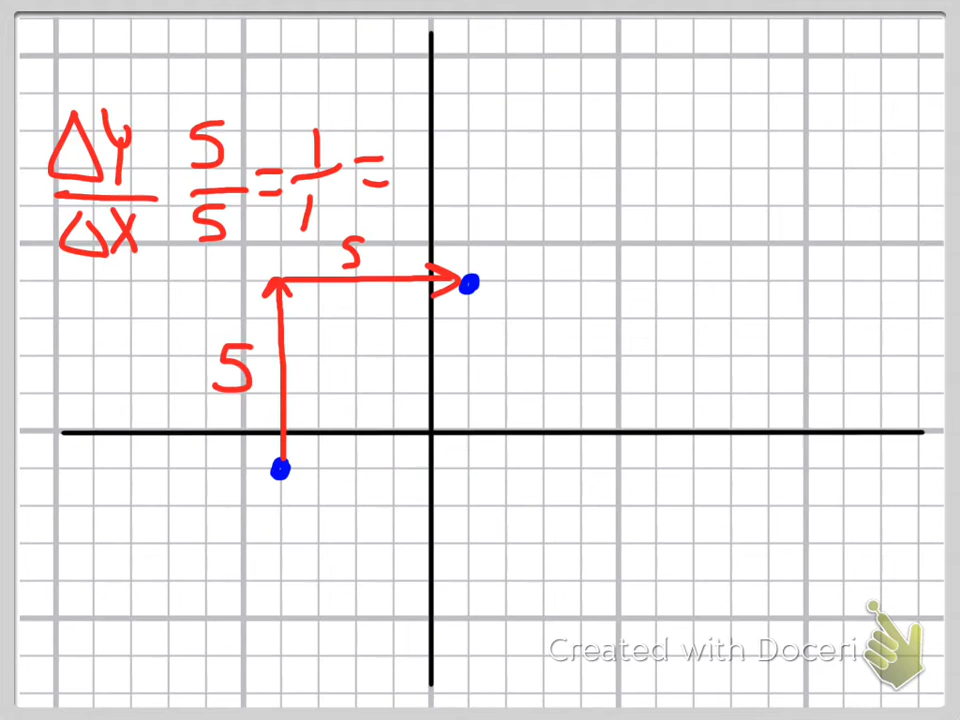 Δy 5 1
— — = — =
Δx 5 1
5
5
Created with Doceri